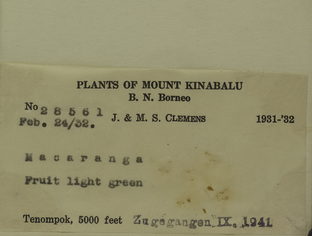 PLANTS OF MOUNT KINABALU
B. N. Borneo
No 28561
Feb. 24/32. J. & M. S. CLEMENS 1931-'32
Macaranga
Fruit light green
Tenompok, 5000 feet Zugegangen IX. 1941